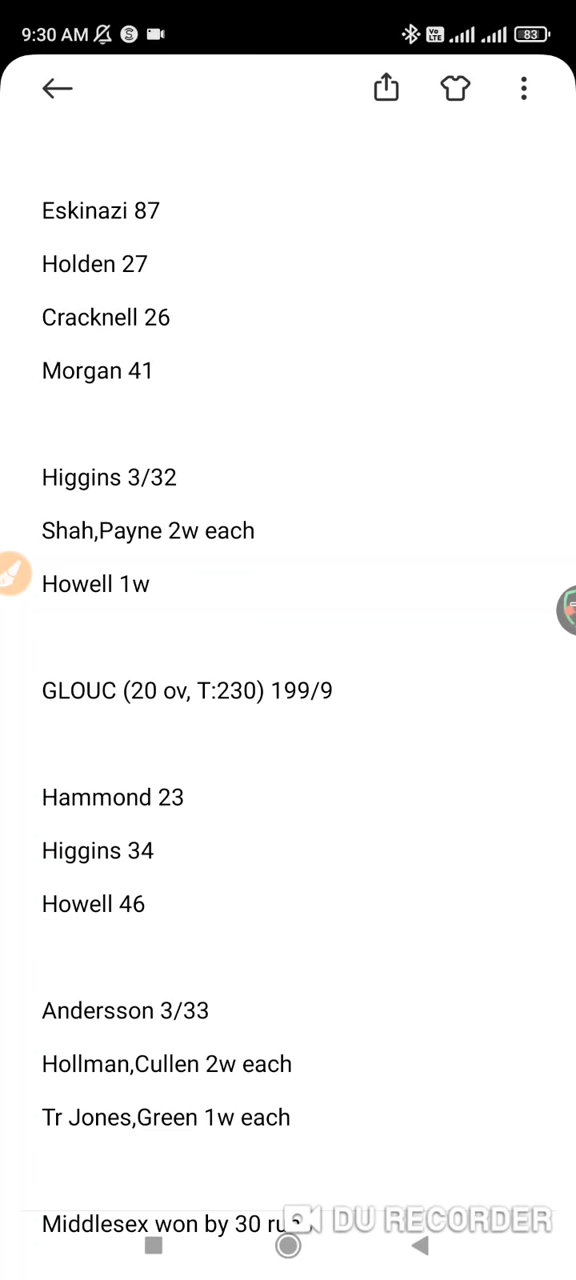 9:30 AM
Vo LTE 83
Eskinazi 87
Holden 27
Cracknell 26
Morgan 41
Higgins 3/32
Shah,Payne 2w each
Howell 1w
GLOUC (20 ov, T:230) 199/9
Hammond 23
Higgins 34
Howell 46
Andersson 3/33
Hollman,Cullen 2w each
Tr Jones,Green 1w each
Middlesex won by 30
DU RECORDER